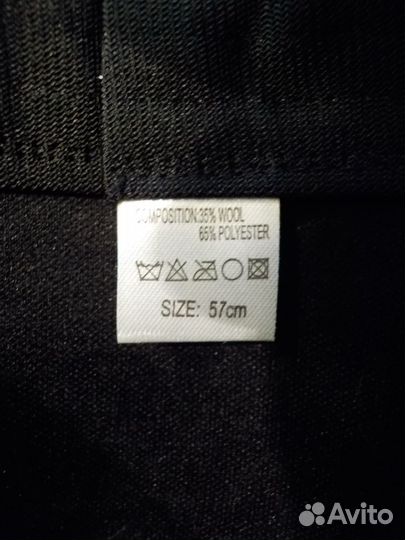 COMPOSITION:35% WOOL
65% POLYESTER
SIZE: 57cm
Avito